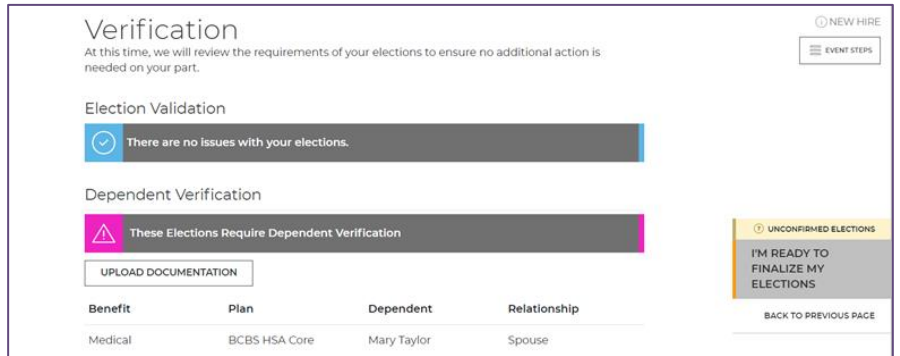 Verification
At this time, we will review the requirements of your elections to ensure no additional action is
needed on your part.
NEW HIRE
EVENT STEPS
Election Validation
There are no issues with your elections.
Dependent Verification
These Elections Require Dependent Verification
UPLOAD DOCUMENTATION
Benefit Plan Dependent Relationship
Medical BCBS HSA Core Mary Taylor Spouse
UNCONFIRMED ELECTIONS
I'M READY TO
FINALIZE MY
ELECTIONS
BACK TO PREVIOUS PAGE